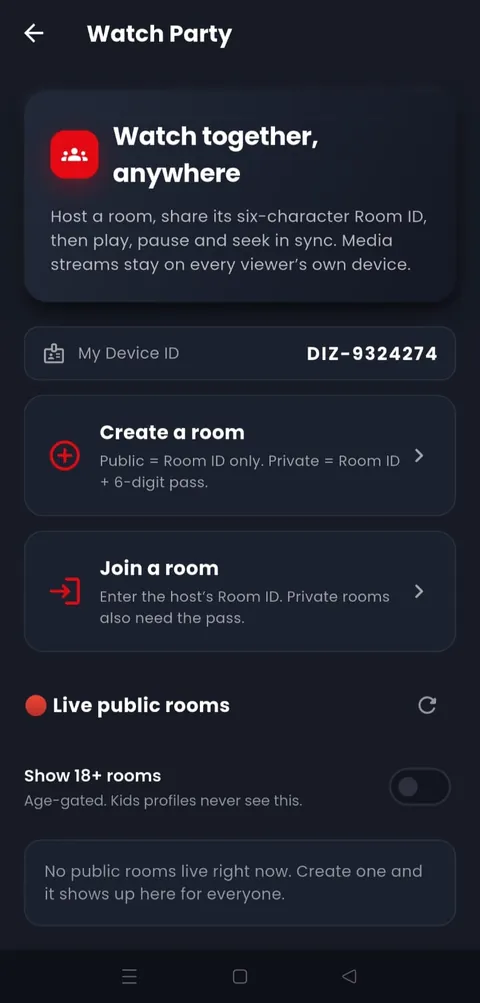 Watch Party
Watch together,
anywhere
Host a room, share its six-character Room ID,
then play, pause and seek in sync. Media
streams stay on every viewer's own device.
My Device ID
DIZ-9324274
Create a room
Public = Room ID only. Private = Room ID
+ 6-digit pass.
Join a room
Enter the host's Room ID. Private rooms
also need the pass.
Live public rooms
Show 18+ rooms
Age-gated. Kids profiles never see this.
No public rooms live right now. Create one and
it shows up here for everyone.